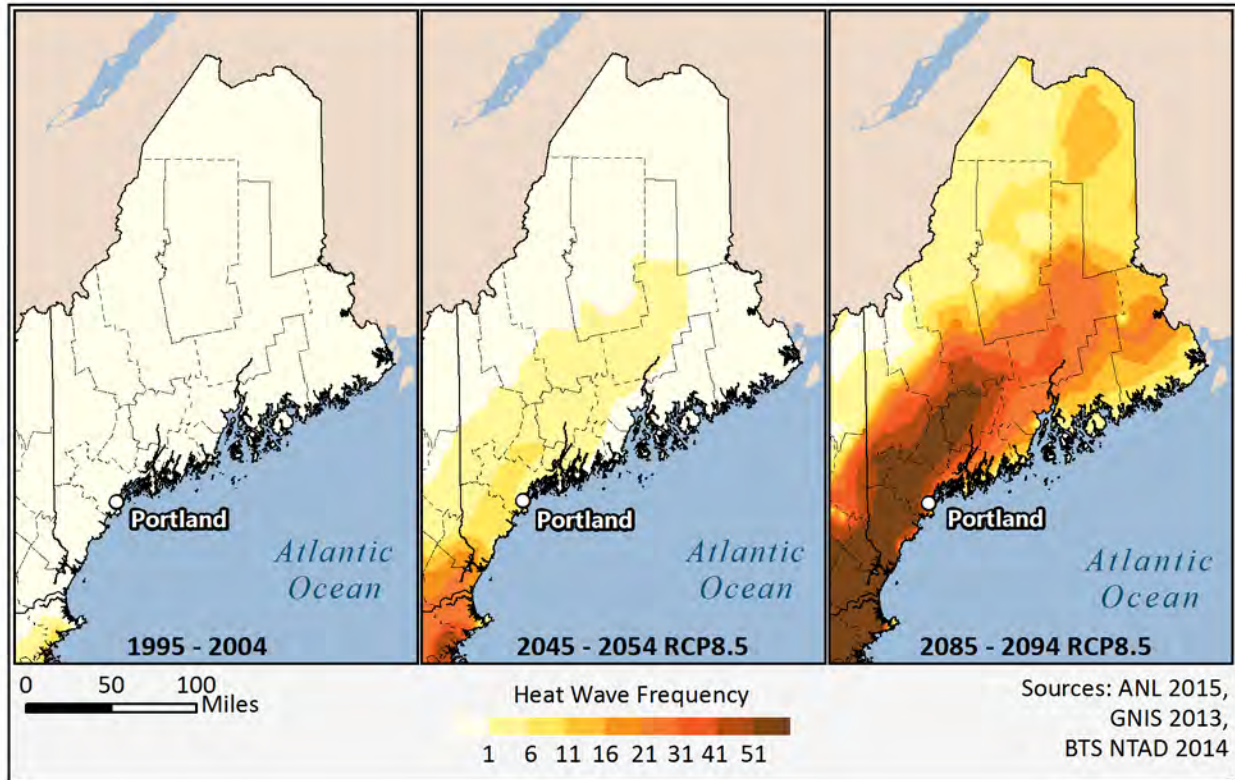 Portland
Atlantic
Ocean
1995 - 2004
Portland
Atlantic
Ocean
2045 - 2054 RCP8.5
Portland
Atlantic
Ocean
2085 - 2094 RCP8.5
0 50 100
Miles
Heat Wave Frequency
1 6 11 16 21 31 41 51
Sources: ANL 2015,
GNIS 2013,
BTS NTAD 2014